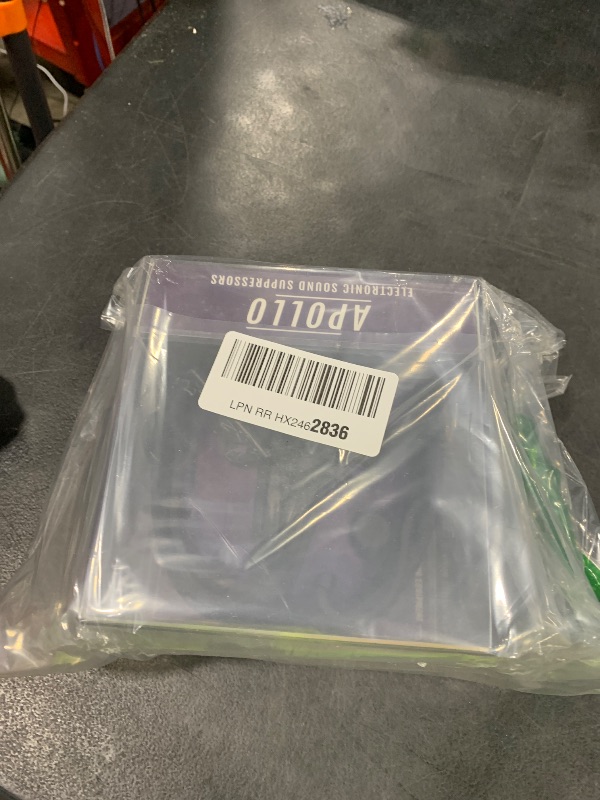 APOLLO
ELECTRONIC SOUND SUPPRESSORS
LPN RR HX2462836